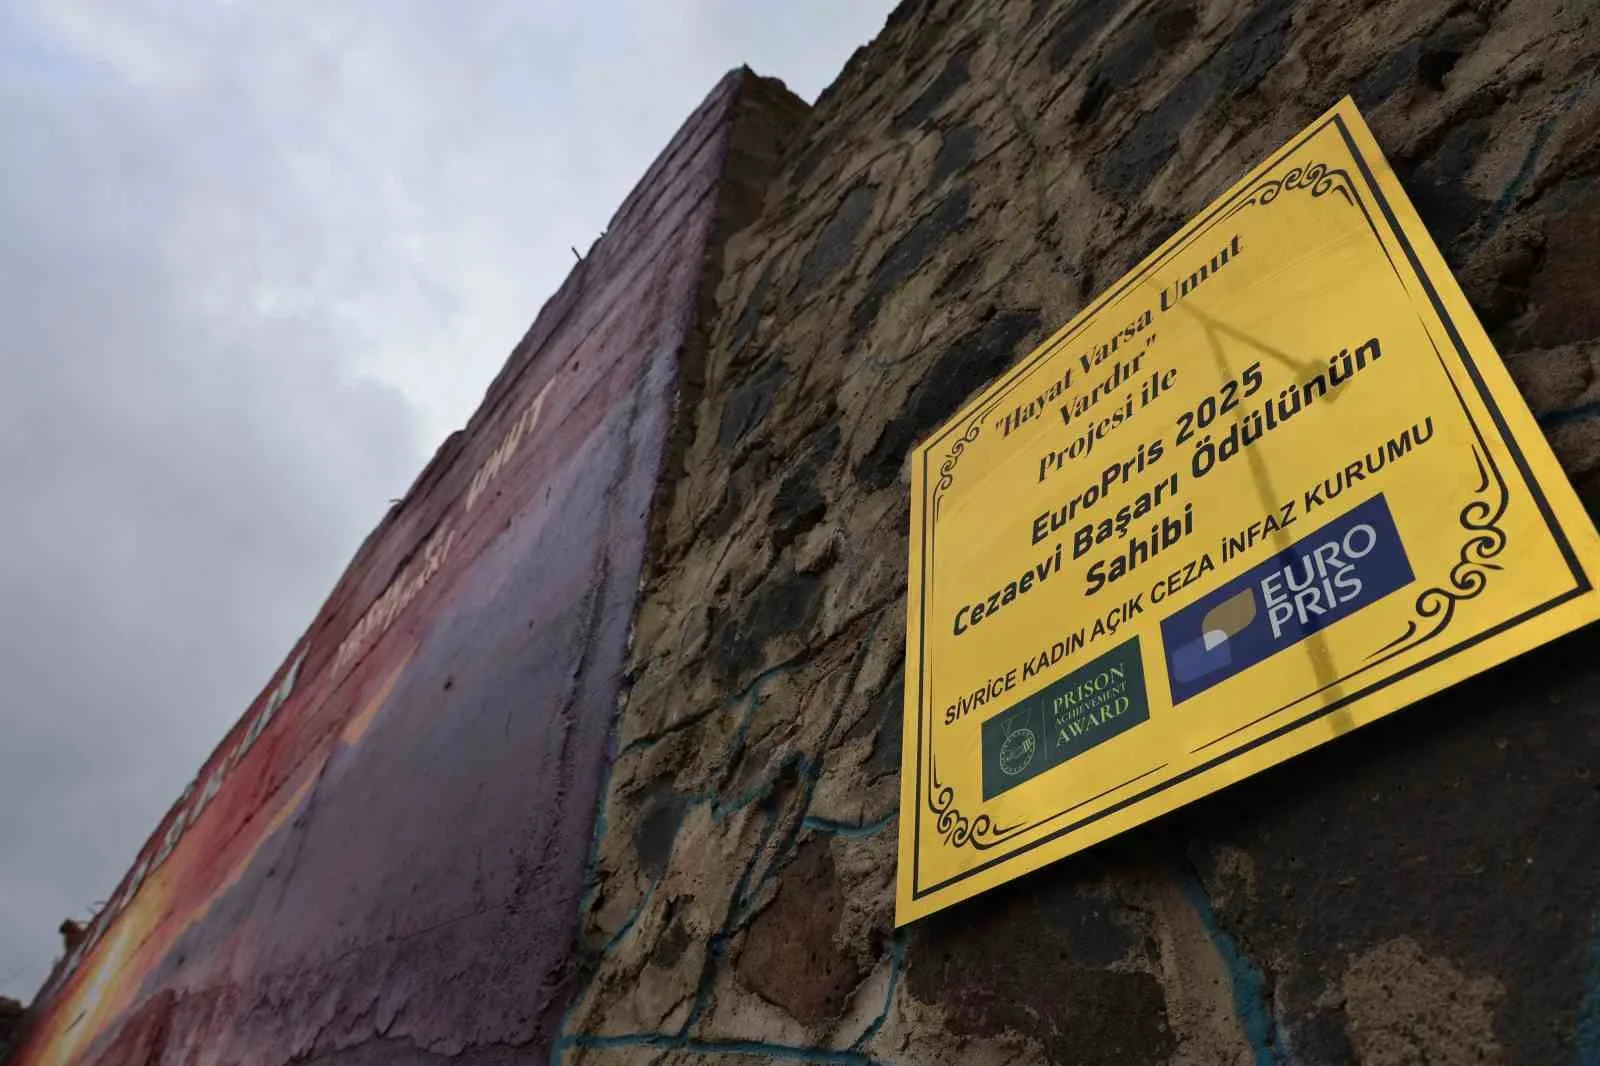 "Hayat Varsa Umut
Vardır"
Projesi ile
EuroPris 2025
Cezaevi Başarı Ödülünün
Sahibi
SİVRİCE KADIN AÇIK CEZA İNFAZ KURUMU
PRISON
ACHIEVEMENT
AWARD
EURO
PRIS
UMUT